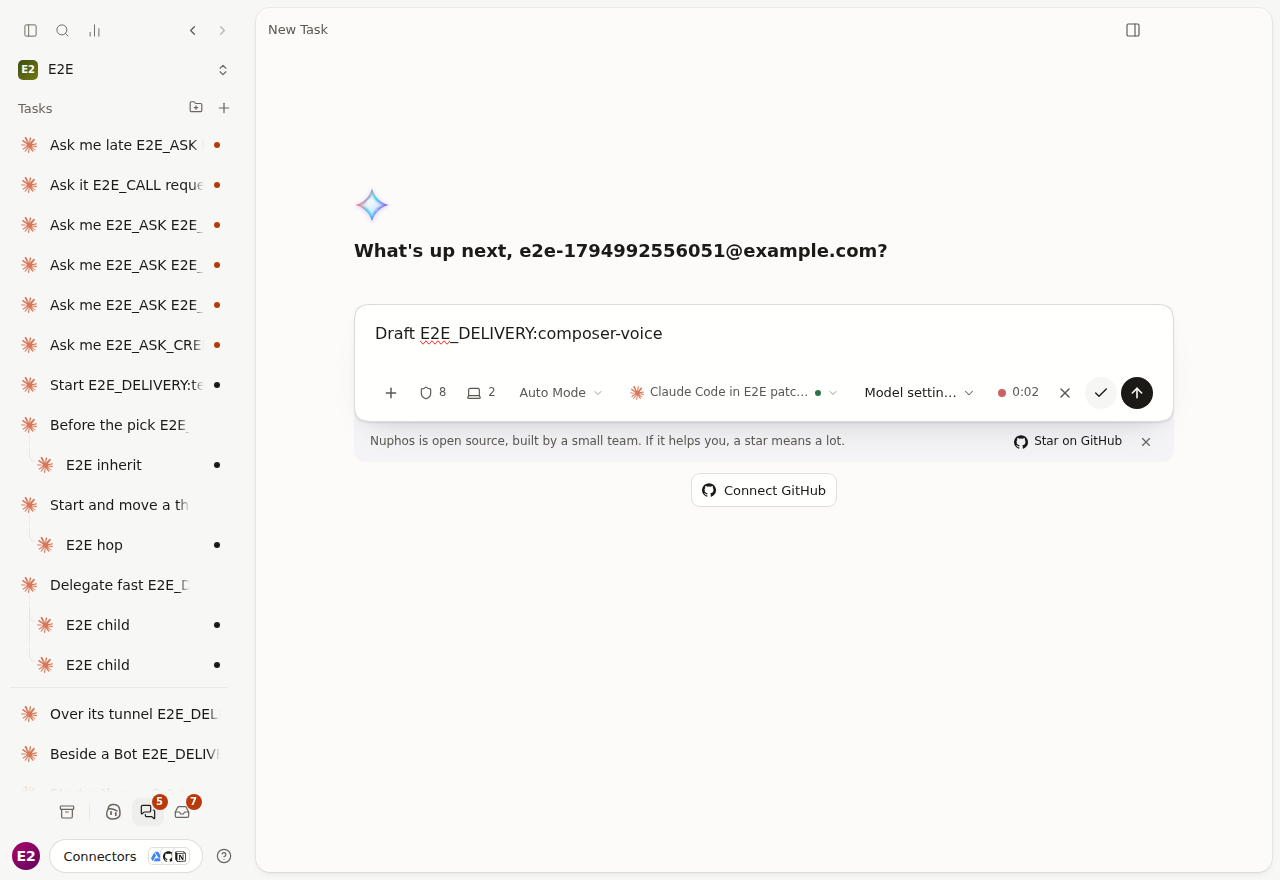 New Task
E2 E2E
Tasks
Ask me late E2E_ASK
Ask it E2E_CALL reque
Ask me E2E_ASK E2E_
Ask me E2E_ASK E2E_
Ask me E2E_ASK E2E_
Ask me E2E_ASK_CRE
Start E2E_DELIVERY:te
Before the pick E2E_
E2E inherit
Start and move a th
E2E hop
Delegate fast E2E_D
E2E child
E2E child
Over its tunnel E2E_DEL
Beside a Bot E2E_DELIV
5 7
E2 Connectors
What's up next, e2e-1794992556051@example.com?
Draft E2E_DELIVERY:composer-voice
8 2 Auto Mode Claude Code in E2E patc... Model settin... 0:02
Nuphos is open source, built by a small team. If it helps you, a star means a lot. Star on GitHub
Connect GitHub